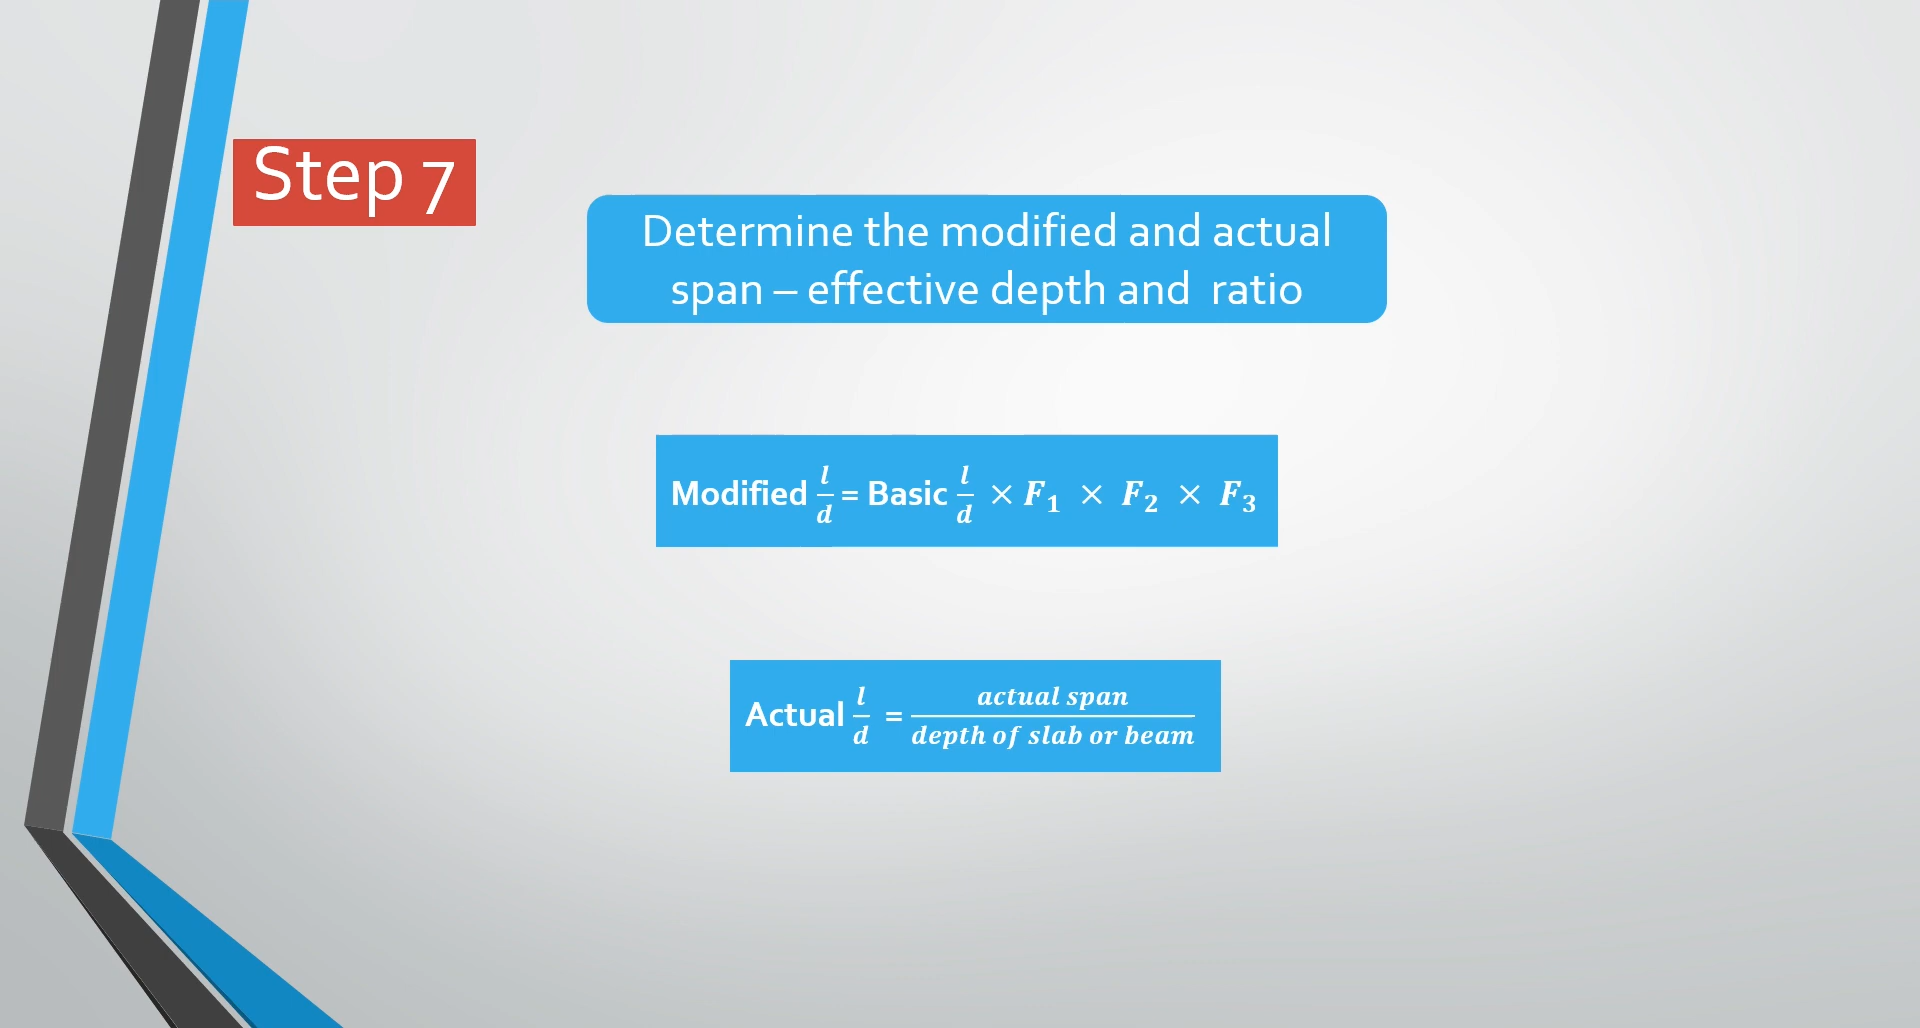 Step 7
Determine the modified and actual
span – effective depth and ratio
Modified l/d = Basic l/d × F₁ × F₂ × F₃
Actual l/d = actual span/depth of slab or beam